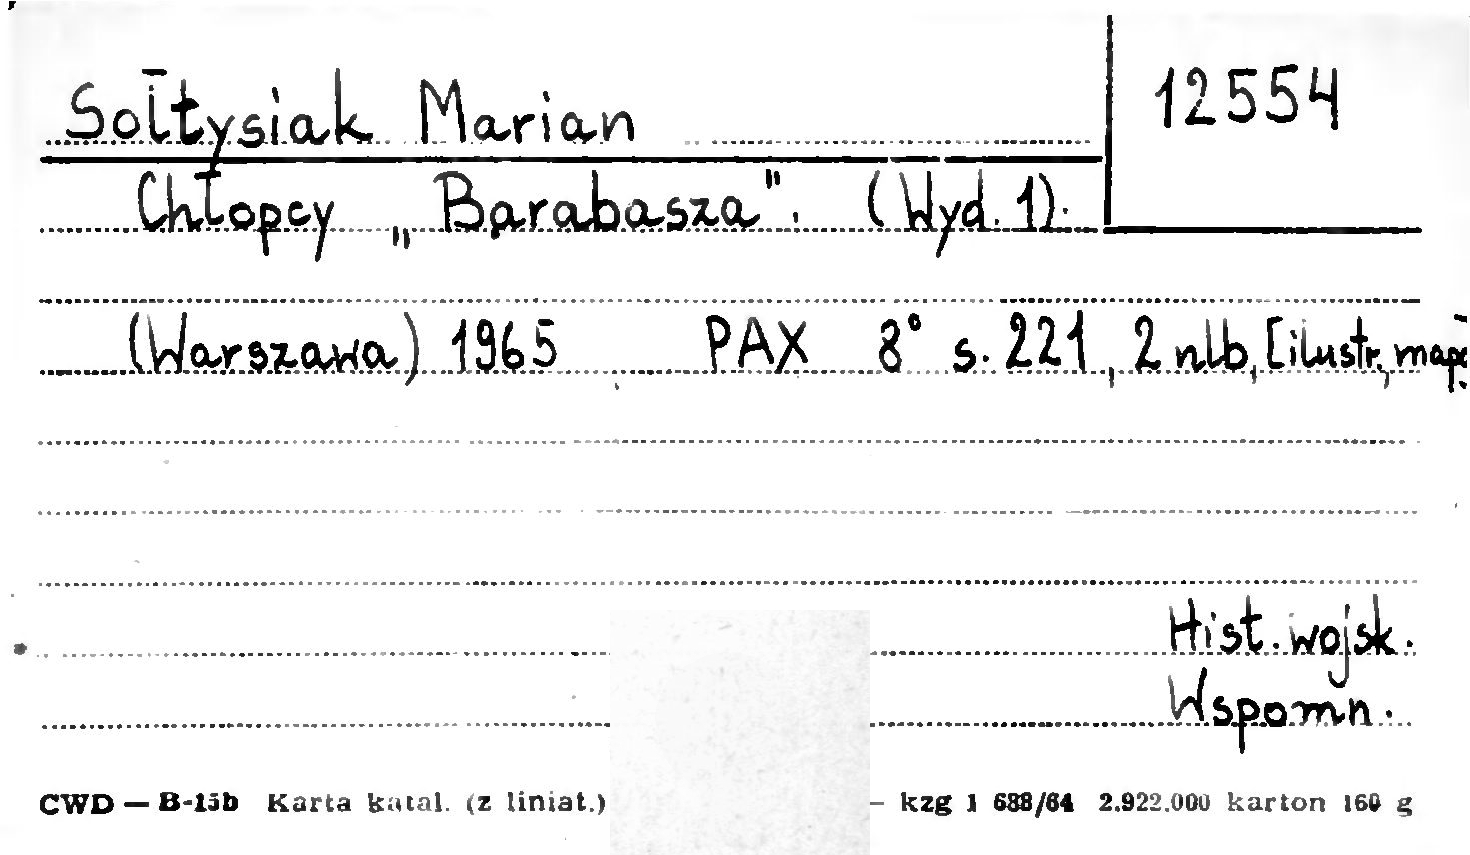 Sołtysiak Marian
12554
Chłopcy „Barabasza". (Wyd. 1).
(Warszawa) 1965 PAX 8° s. 221, 2 nlb, [ilustr.,
Hist. wojsk.
Wspomn.
CWD — B-15b Karta katal. (z liniat.) – kzg 1 688/64 2.922.000 karton 160 g